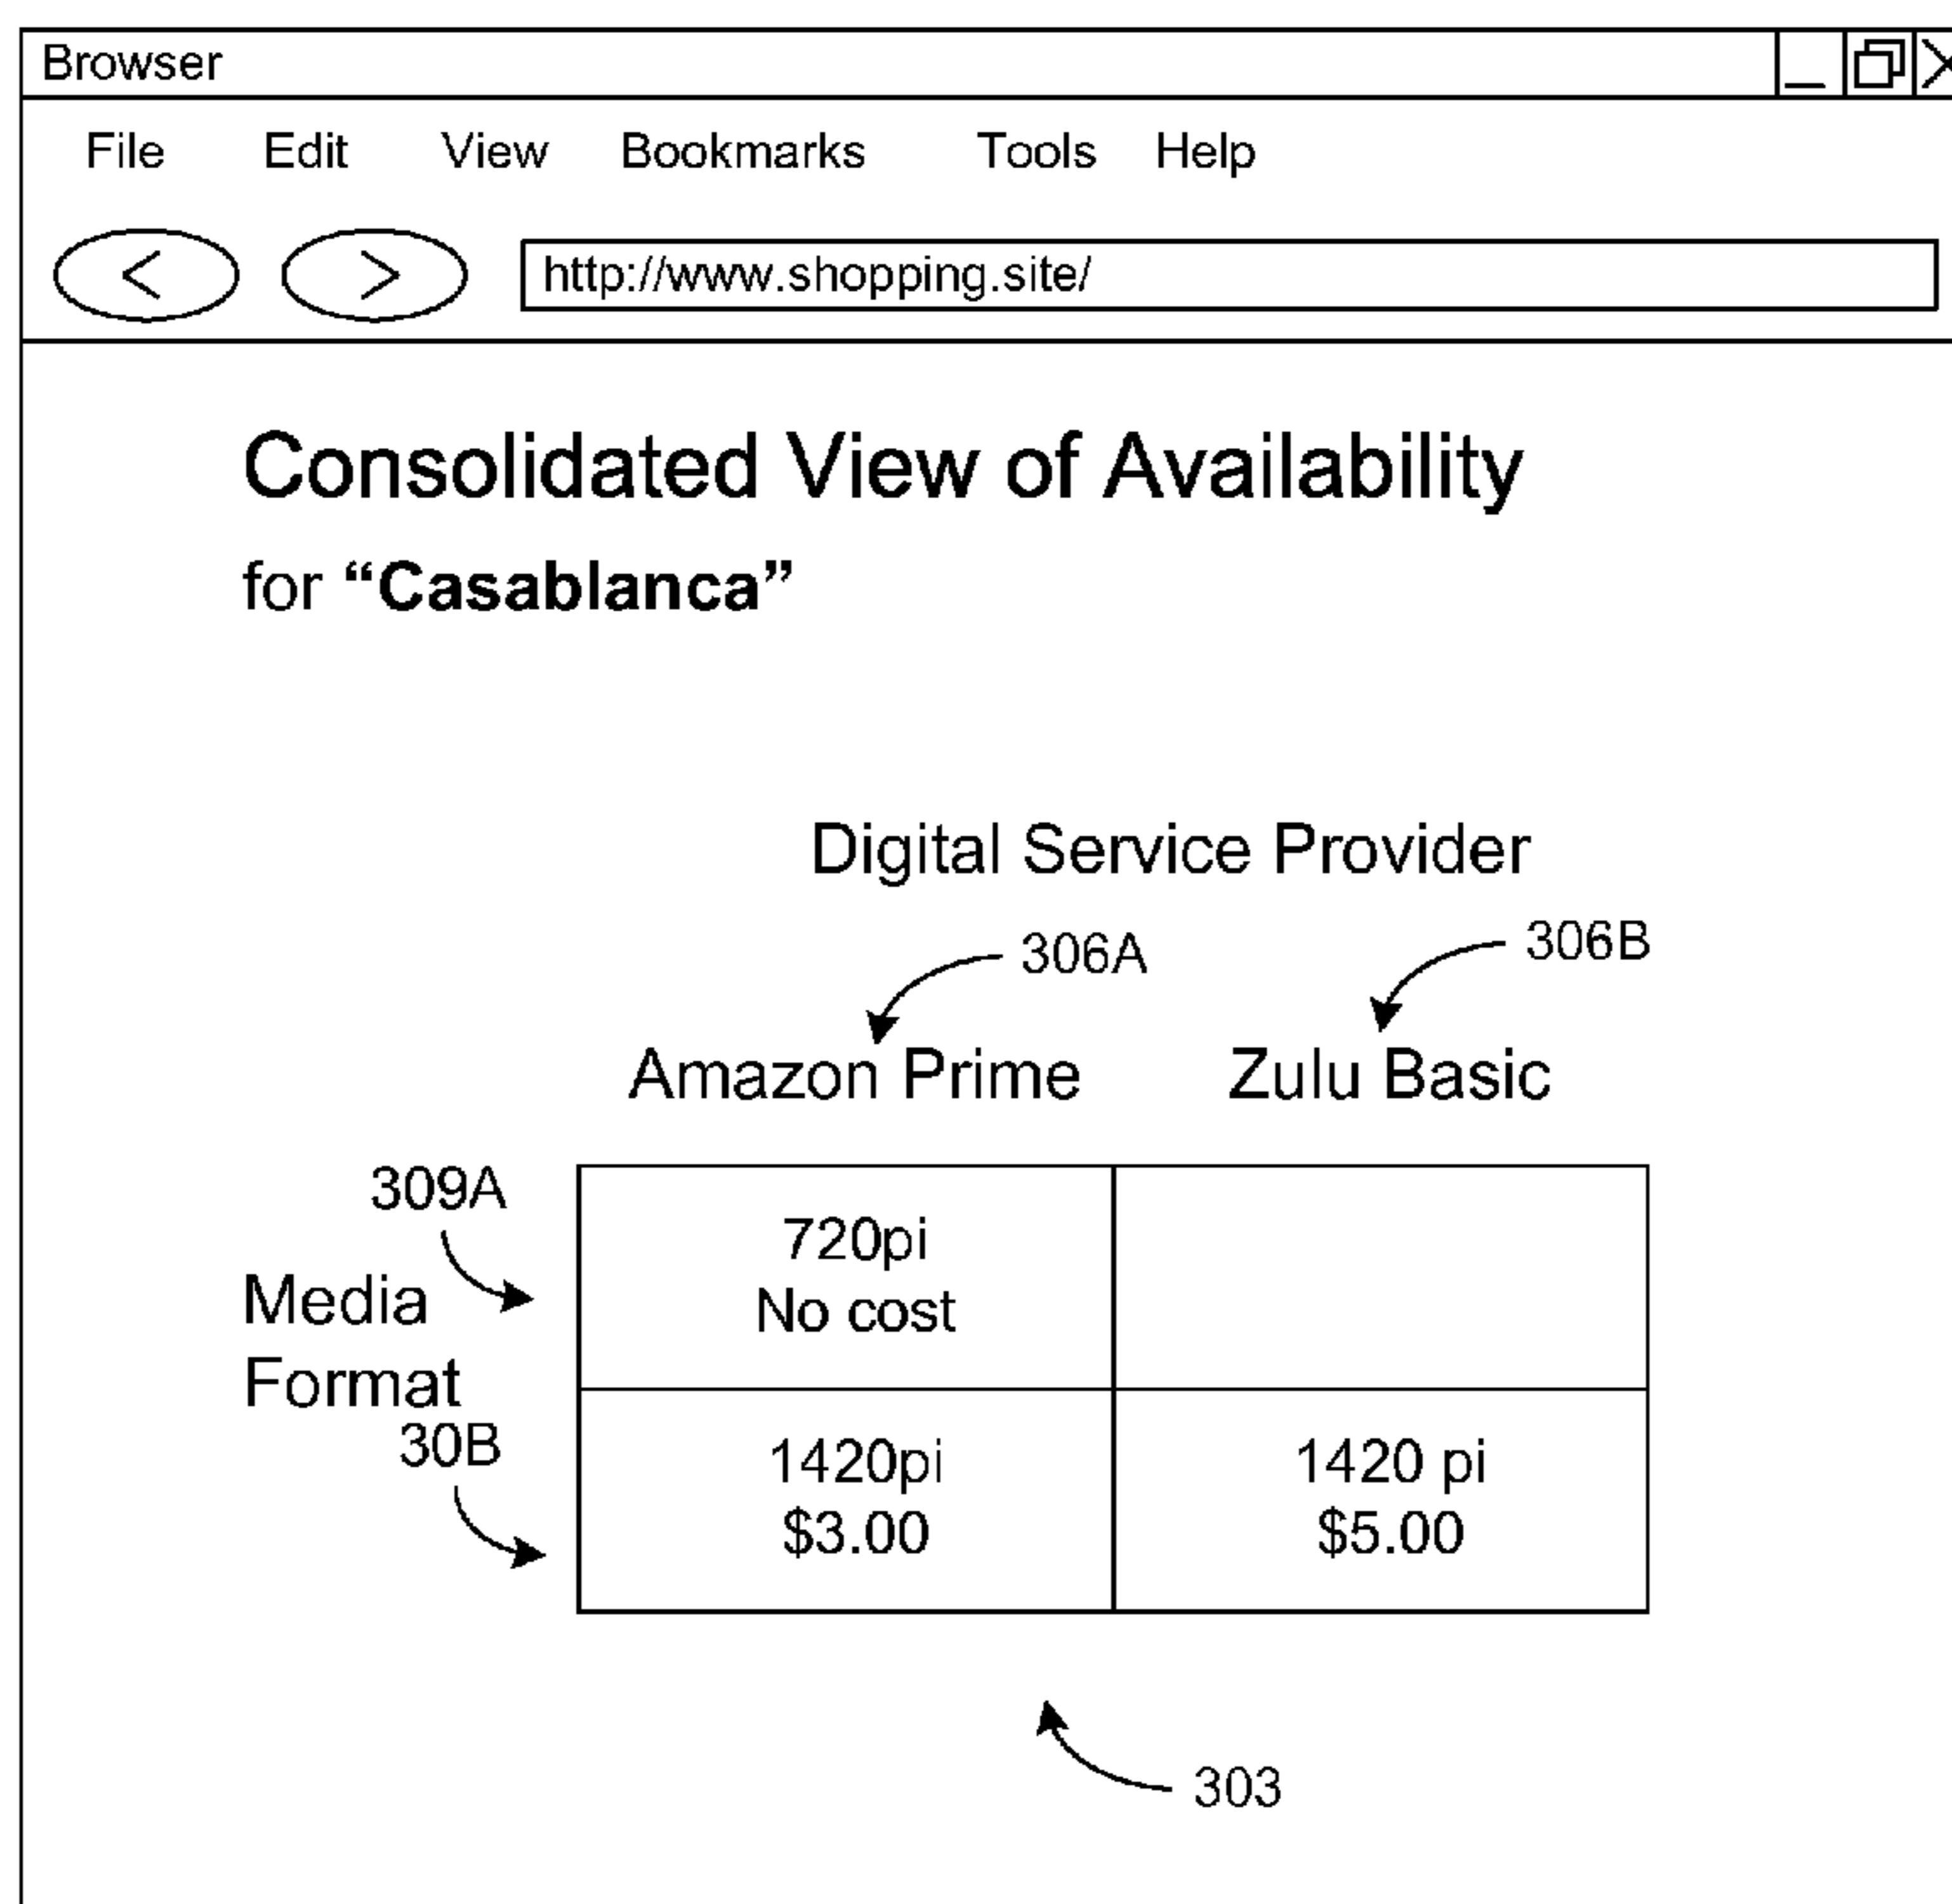 Browser
File Edit View Bookmarks Tools Help
< > http://www.shopping.site/
Consolidated View of Availability
for “Casablanca”
Digital Service Provider
306A 306B
Amazon Prime Zulu Basic
309A
720pi
No cost
Media
Format
30B
1420pi 1420 pi
$3.00 $5.00
303